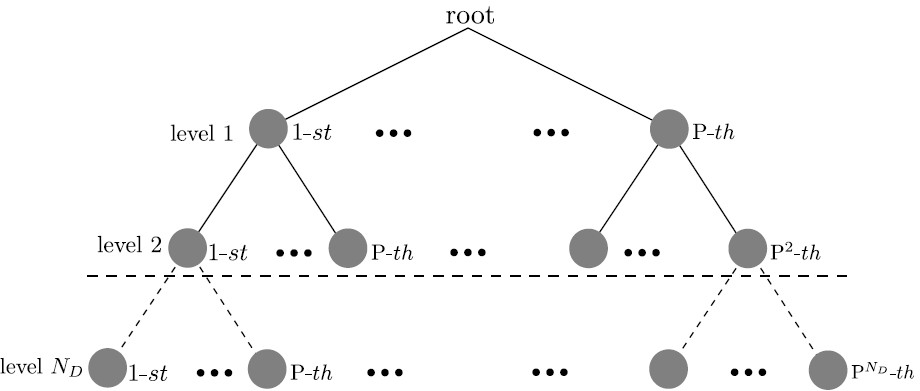 root
level 1 1-st ... ... P-th
level 2 1-st ... P-th ... ... P²-th
level N_D 1-st ... P-th ... ... ... P^{N_D}-th